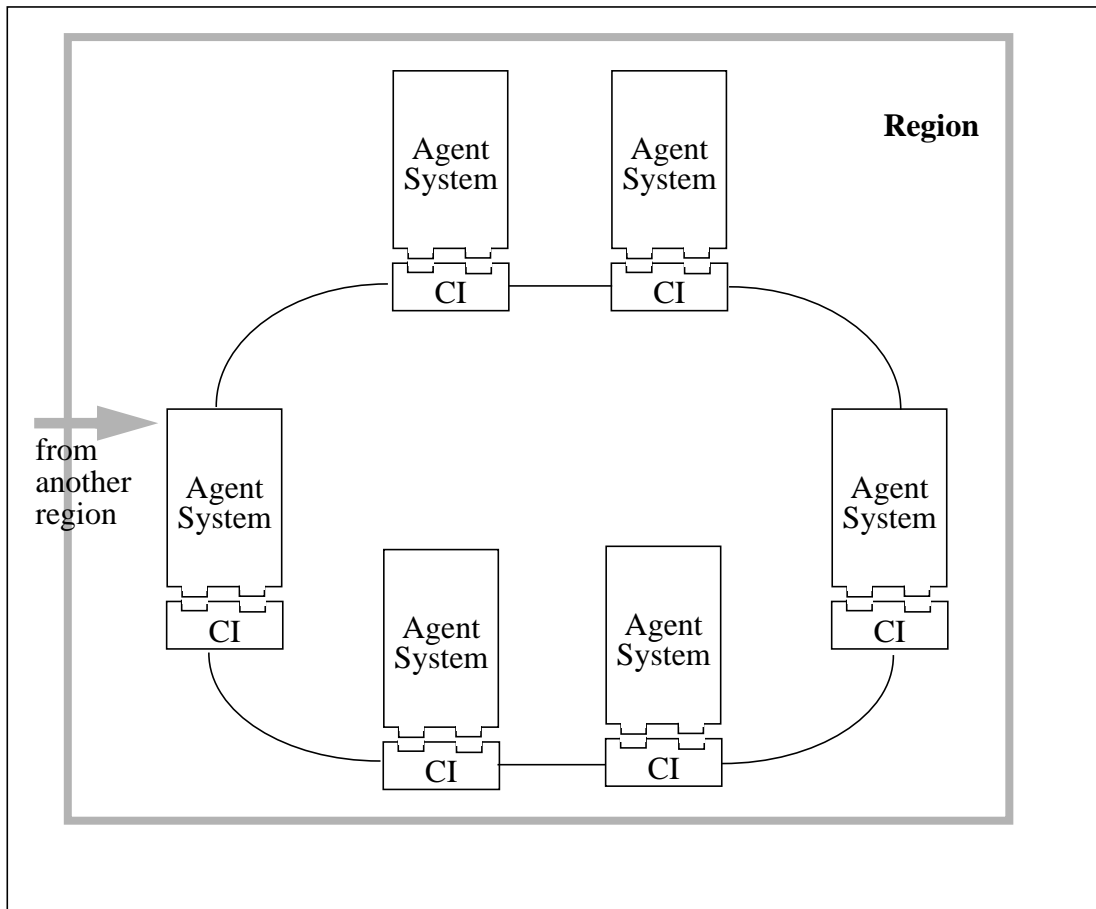 Region
Agent
System
Agent
System
CI
CI
from
another
region
Agent
System
Agent
System
CI
CI
Agent
System
Agent
System
CI
CI